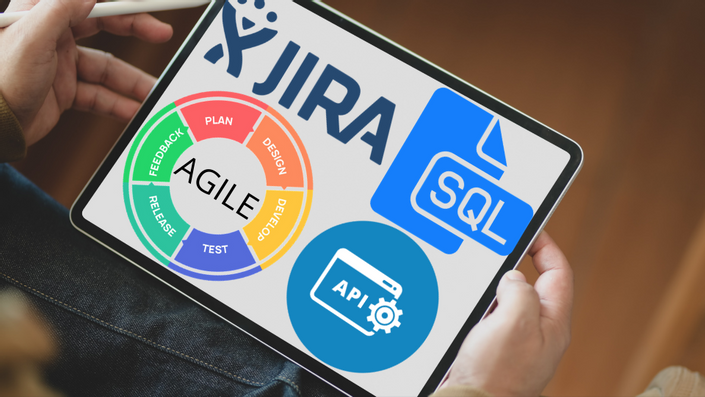 JIRA
PLAN
DESIGN
DEVELOP
TEST
RELEASE
FEEDBACK
AGILE
SQL
API